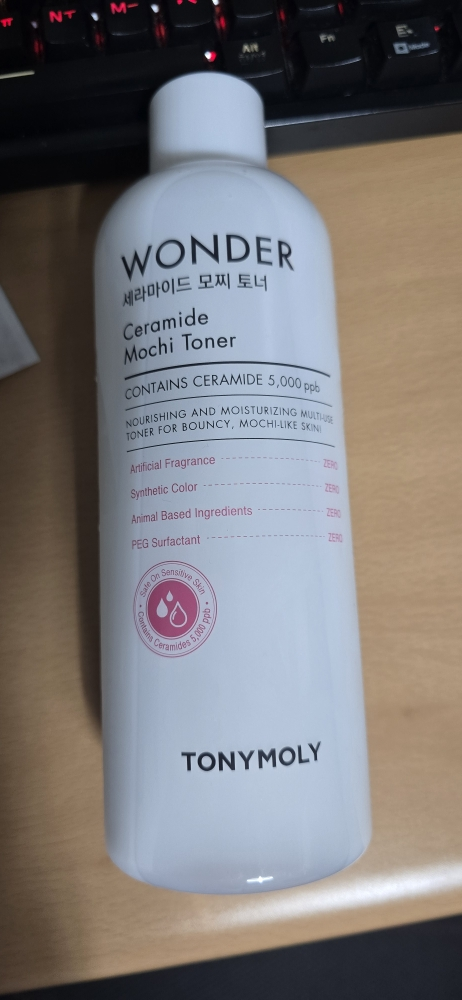 ㅠ N ㅜ M ㅡ
Alt
Fn
WONDER
세라마이드 모찌 토너
Ceramide
Mochi Toner
CONTAINS CERAMIDE 5,000 ppb
NOURISHING AND MOISTURIZING MULTI-USE
TONER FOR BOUNCY, MOCHI-LIKE SKIN!
Artificial Fragrance ZERO
Synthetic Color ZERO
Animal Based Ingredients ZERO
PEG Surfactant ZERO
Safe On Sensitive Skin
Contains Ceramides 5,000 ppb
TONYMOLY